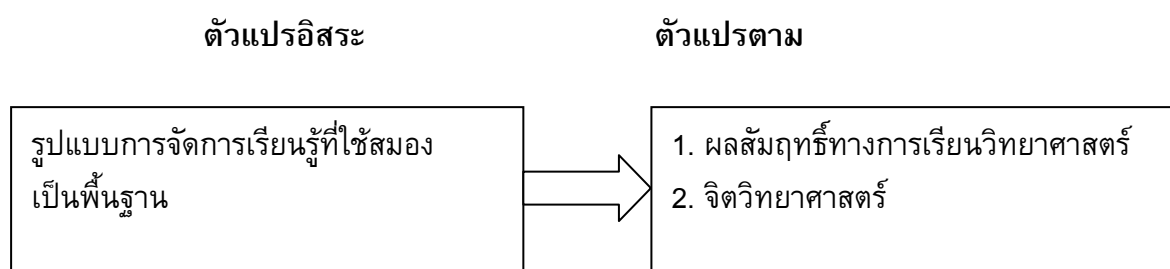 ตัวแปรอิสระ
ตัวแปรตาม
รูปแบบการจัดการเรียนรู้ที่ใช้สมอง
เป็นพื้นฐาน
1. ผลสัมฤทธิ์ทางการเรียนวิทยาศาสตร์
2. จิตวิทยาศาสตร์